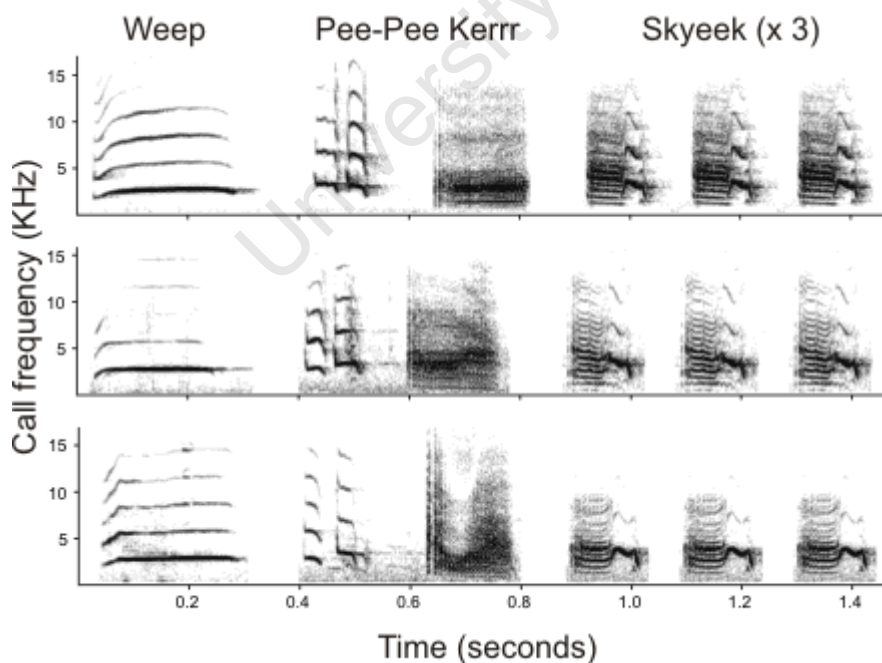 Weep Pee-Pee Kerrr Skyeek (x 3)
University
Call frequency (KHz)
15
10
5
15
10
5
15
10
5
0.2 0.4 0.6 0.8 1.0 1.2 1.4
Time (seconds)